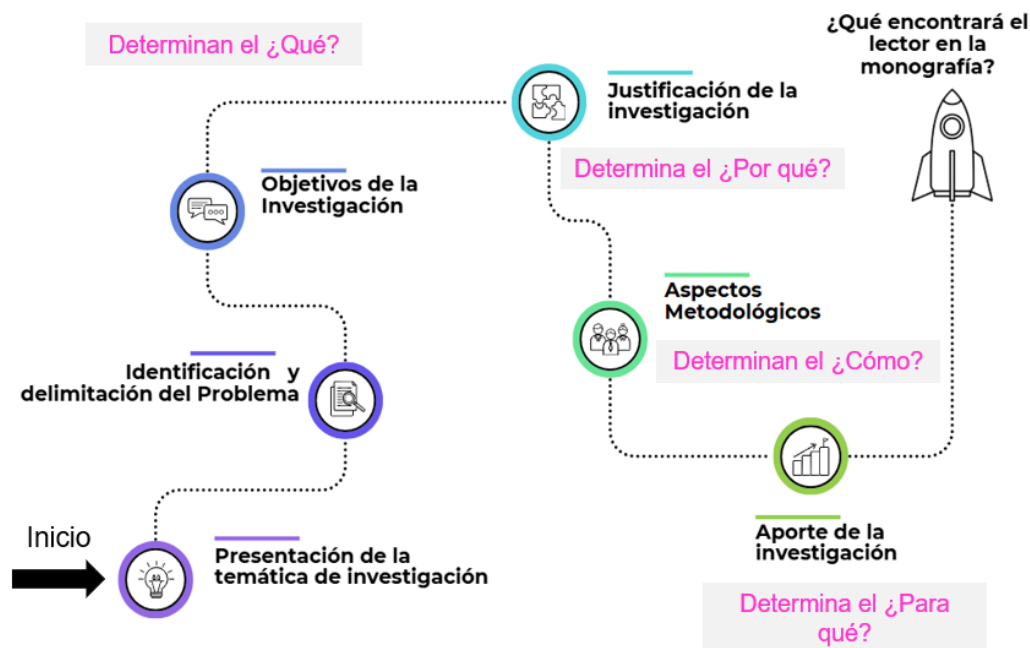 Determinan el ¿Qué?
¿Qué encontrará el
lector en la
monografía?
Justificación de la
investigación
Determina el ¿Por qué?
Objetivos de la
Investigación
Aspectos
Metodológicos
Determinan el ¿Cómo?
Identificación y
delimitación del Problema
Inicio
Presentación de la
temática de investigación
Aporte de la
investigación
Determina el ¿Para
qué?